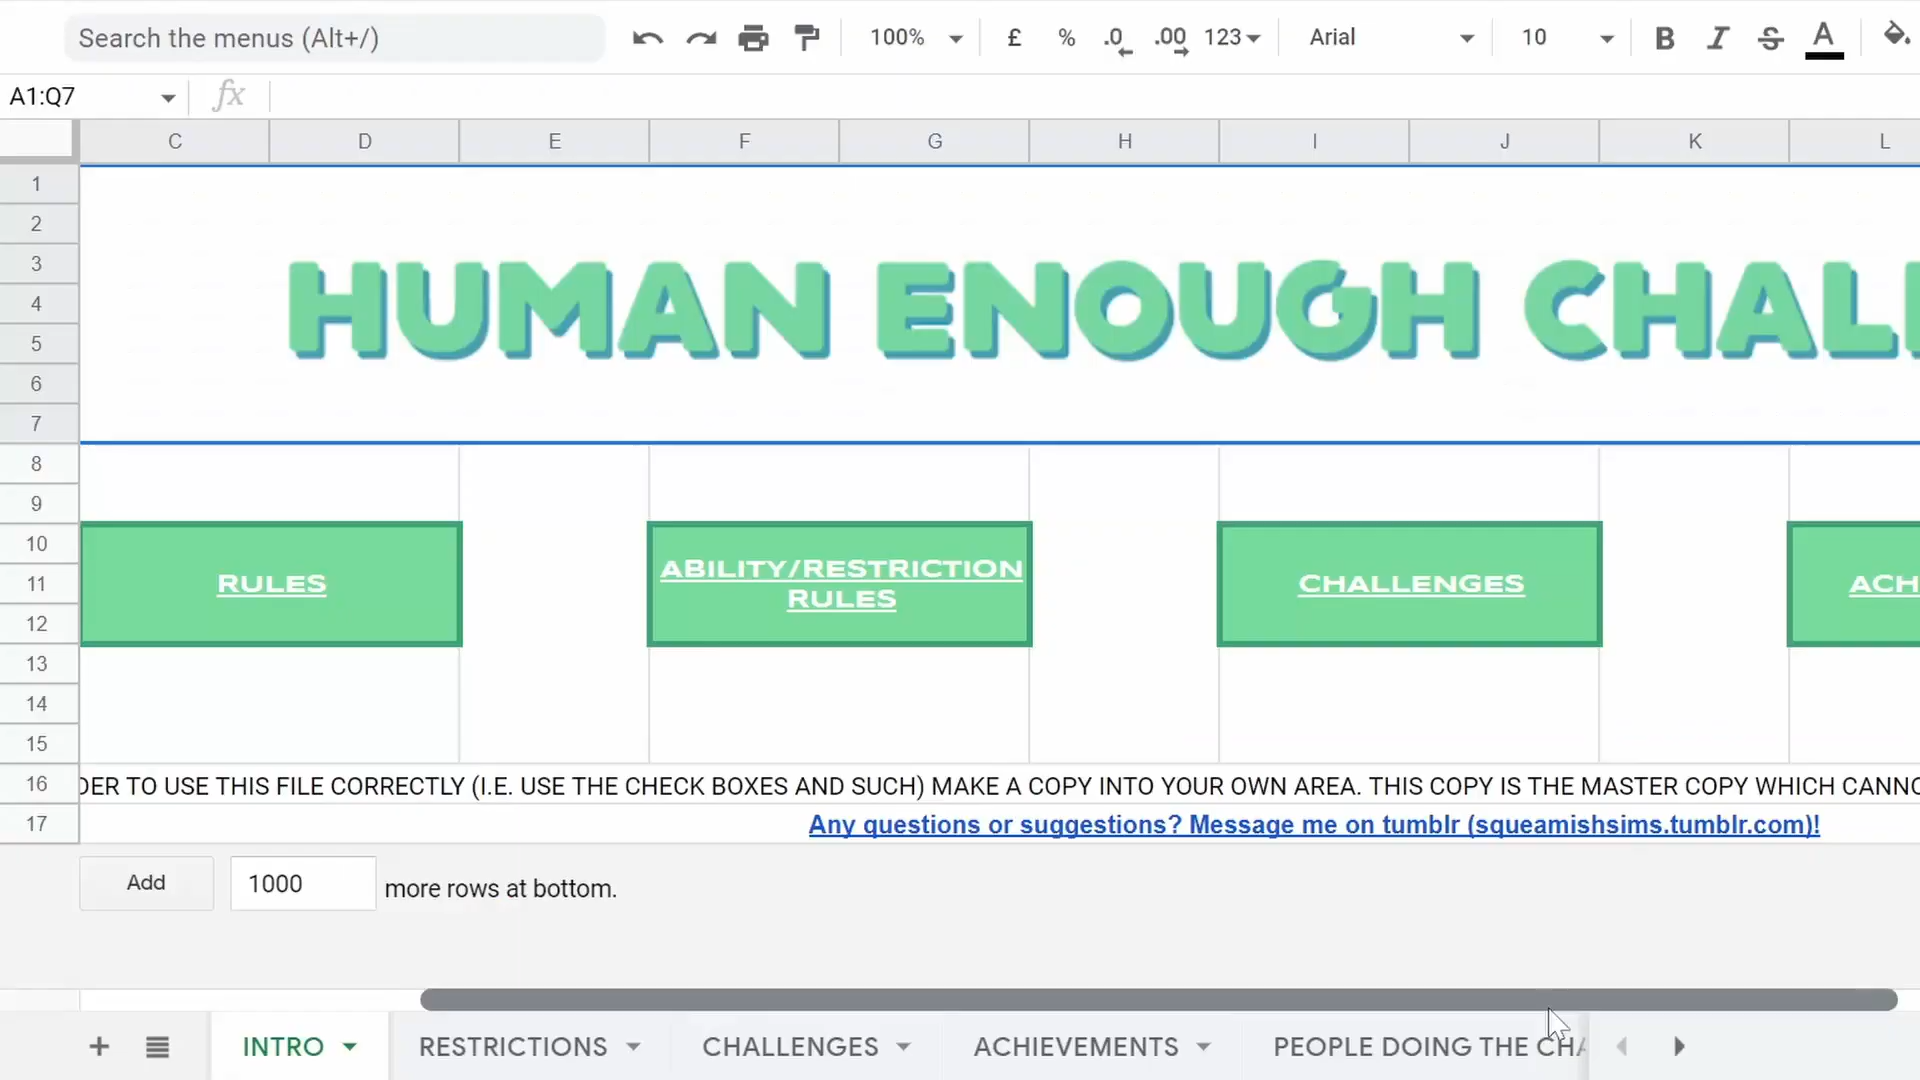 Search the menus (Alt+/)
100%
£
%
.0
.00
123
Arial
10
B
I
S
A
A1:Q7
fx
C D E F G H I J K L
1
2
3
4
5
6
7
HUMAN ENOUGH CHALL
8
9
10
11
12
RULES
ABILITY/RESTRICTION
RULES
CHALLENGES
ACH
13
14
15
16
DER TO USE THIS FILE CORRECTLY (I.E. USE THE CHECK BOXES AND SUCH) MAKE A COPY INTO YOUR OWN AREA. THIS COPY IS THE MASTER COPY WHICH CANNO
17
Any questions or suggestions? Message me on tumblr (squeamishsims.tumblr.com)!
Add 1000 more rows at bottom.
INTRO
RESTRICTIONS
CHALLENGES
ACHIEVEMENTS
PEOPLE DOING THE CHA